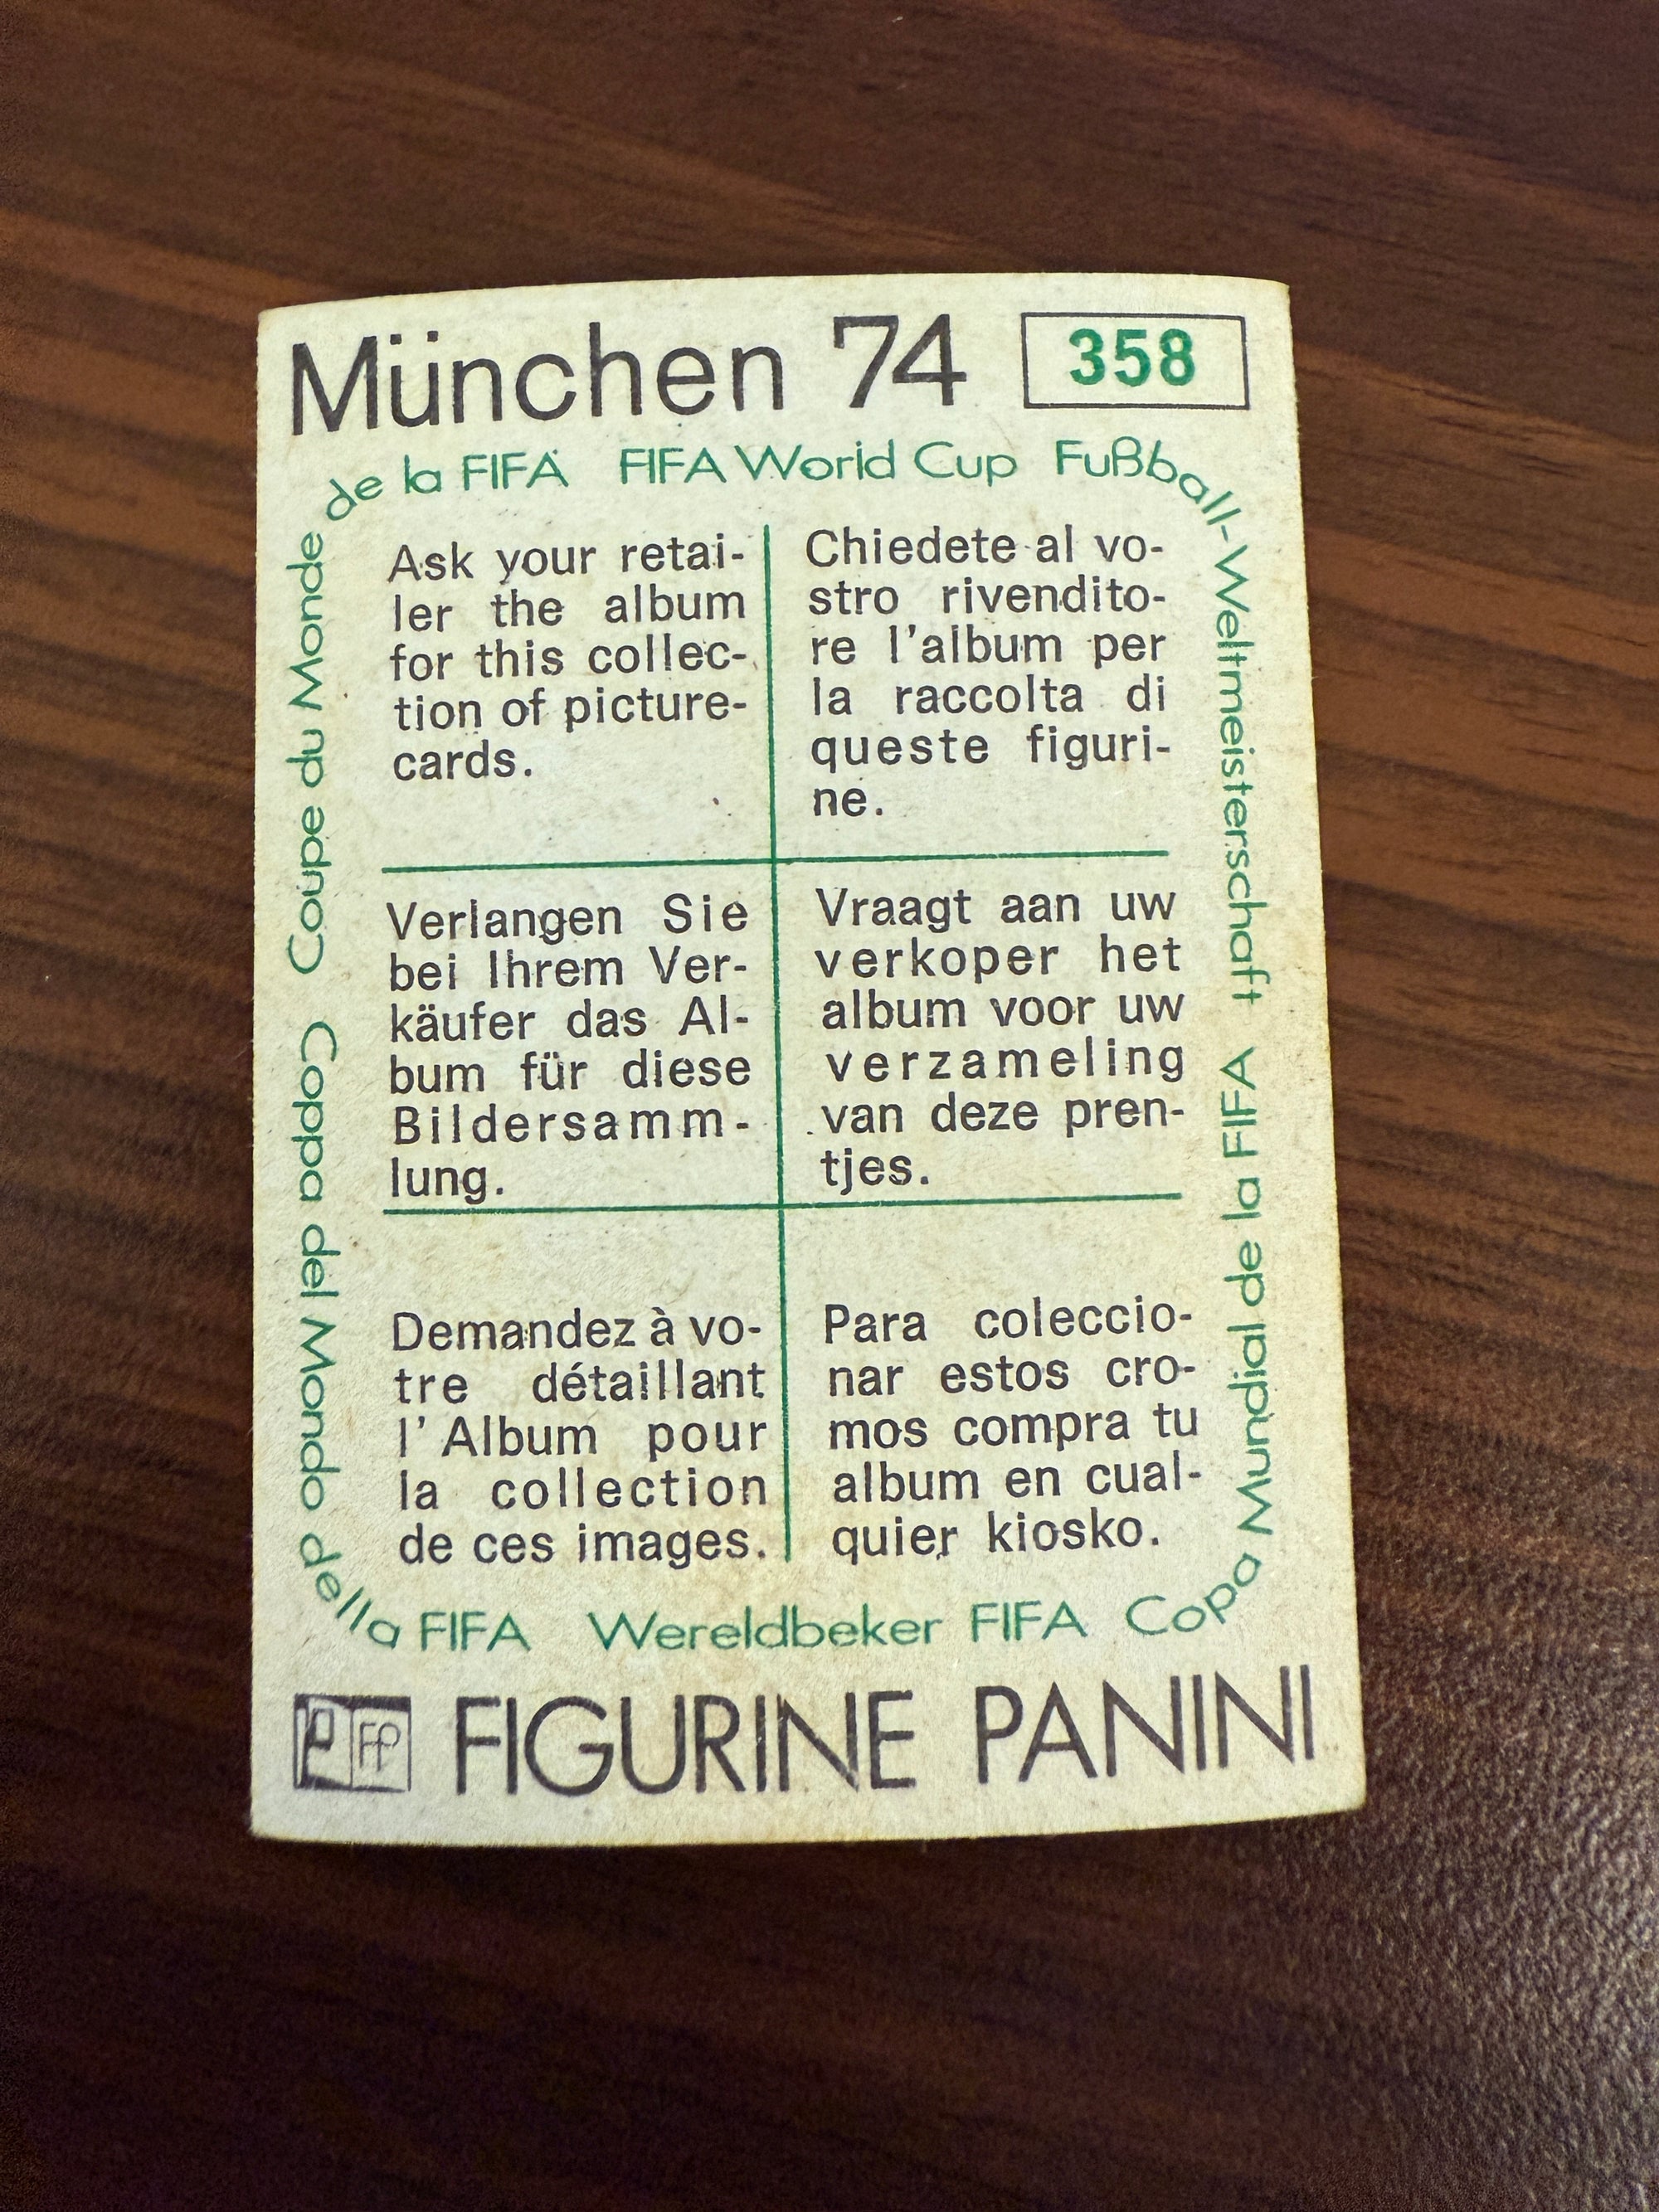 München 74
358
de la FIFA FIFA World Cup Fußball-Weltmeisterschaft
Ask your retai-
ler the album
for this collec-
tion of picture-
cards.
Chiedete al vo-
stro rivendito-
re l'album per
la raccolta di
queste figuri-
ne.
Verlangen Sie
bei Ihrem Ver-
käufer das Al-
bum für diese
Bildersamm-
lung.
Vraagt aan uw
verkoper het
album voor uw
verzameling
van deze pren-
tjes.
Demandez à vo-
tre détaillant
l'Album pour
la collection
de ces images.
Para coleccio-
nar estos cro-
mos compra tu
album en cual-
quier kiosko.
Copa Mundial de la FIFA
Wereldbeker FIFA
Coppa del Mondo della FIFA
Coupe du Monde
FP
FIGURINE PANINI